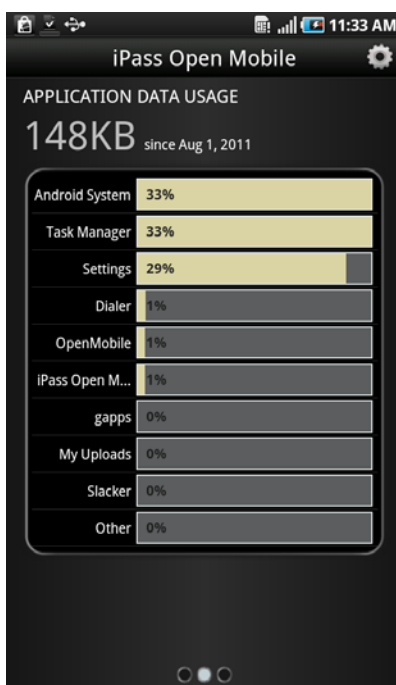 11:33 AM
iPass Open Mobile
APPLICATION DATA USAGE
148KB since Aug 1, 2011
Android System 33%
Task Manager 33%
Settings 29%
Dialer 1%
OpenMobile 1%
iPass Open M... 1%
gapps 0%
My Uploads 0%
Slacker 0%
Other 0%